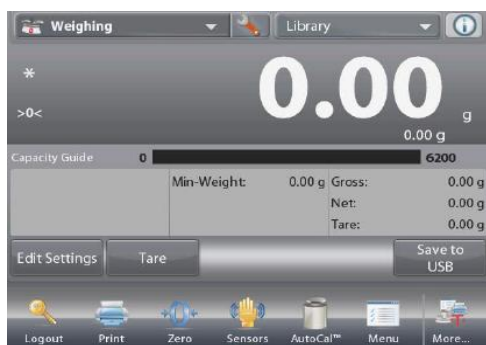 Weighing Library
*
0.00 g
>0<
0.00 g
Capacity Guide 0 6200
Min-Weight: 0.00 g Gross: 0.00 g
Net: 0.00 g
Tare: 0.00 g
Edit Settings Tare Save to
USB
Logout Print Zero Sensors AutoCal™ Menu More...